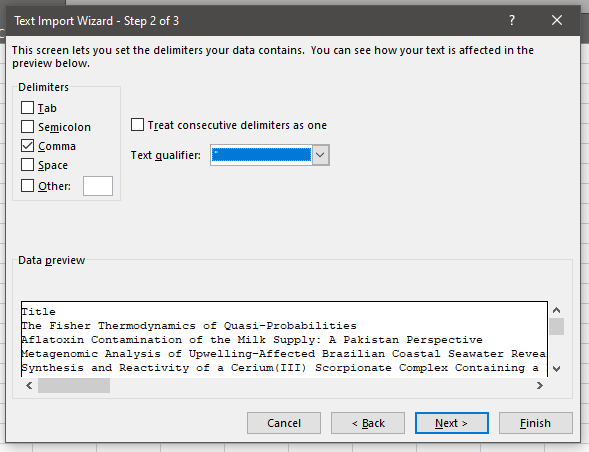 Text Import Wizard - Step 2 of 3
?
This screen lets you set the delimiters your data contains. You can see how your text is affected in the
preview below.
Delimiters
Tab
Semicolon
Comma
Space
Other:
Treat consecutive delimiters as one
Text qualifier: "
Data preview
Title
The Fisher Thermodynamics of Quasi-Probabilities
Aflatoxin Contamination of the Milk Supply: A Pakistan Perspective
Metagenomic Analysis of Upwelling-Affected Brazilian Coastal Seawater Revea
Synthesis and Reactivity of a Cerium(III) Scorpionate Complex Containing a
Cancel
< Back
Next >
Finish